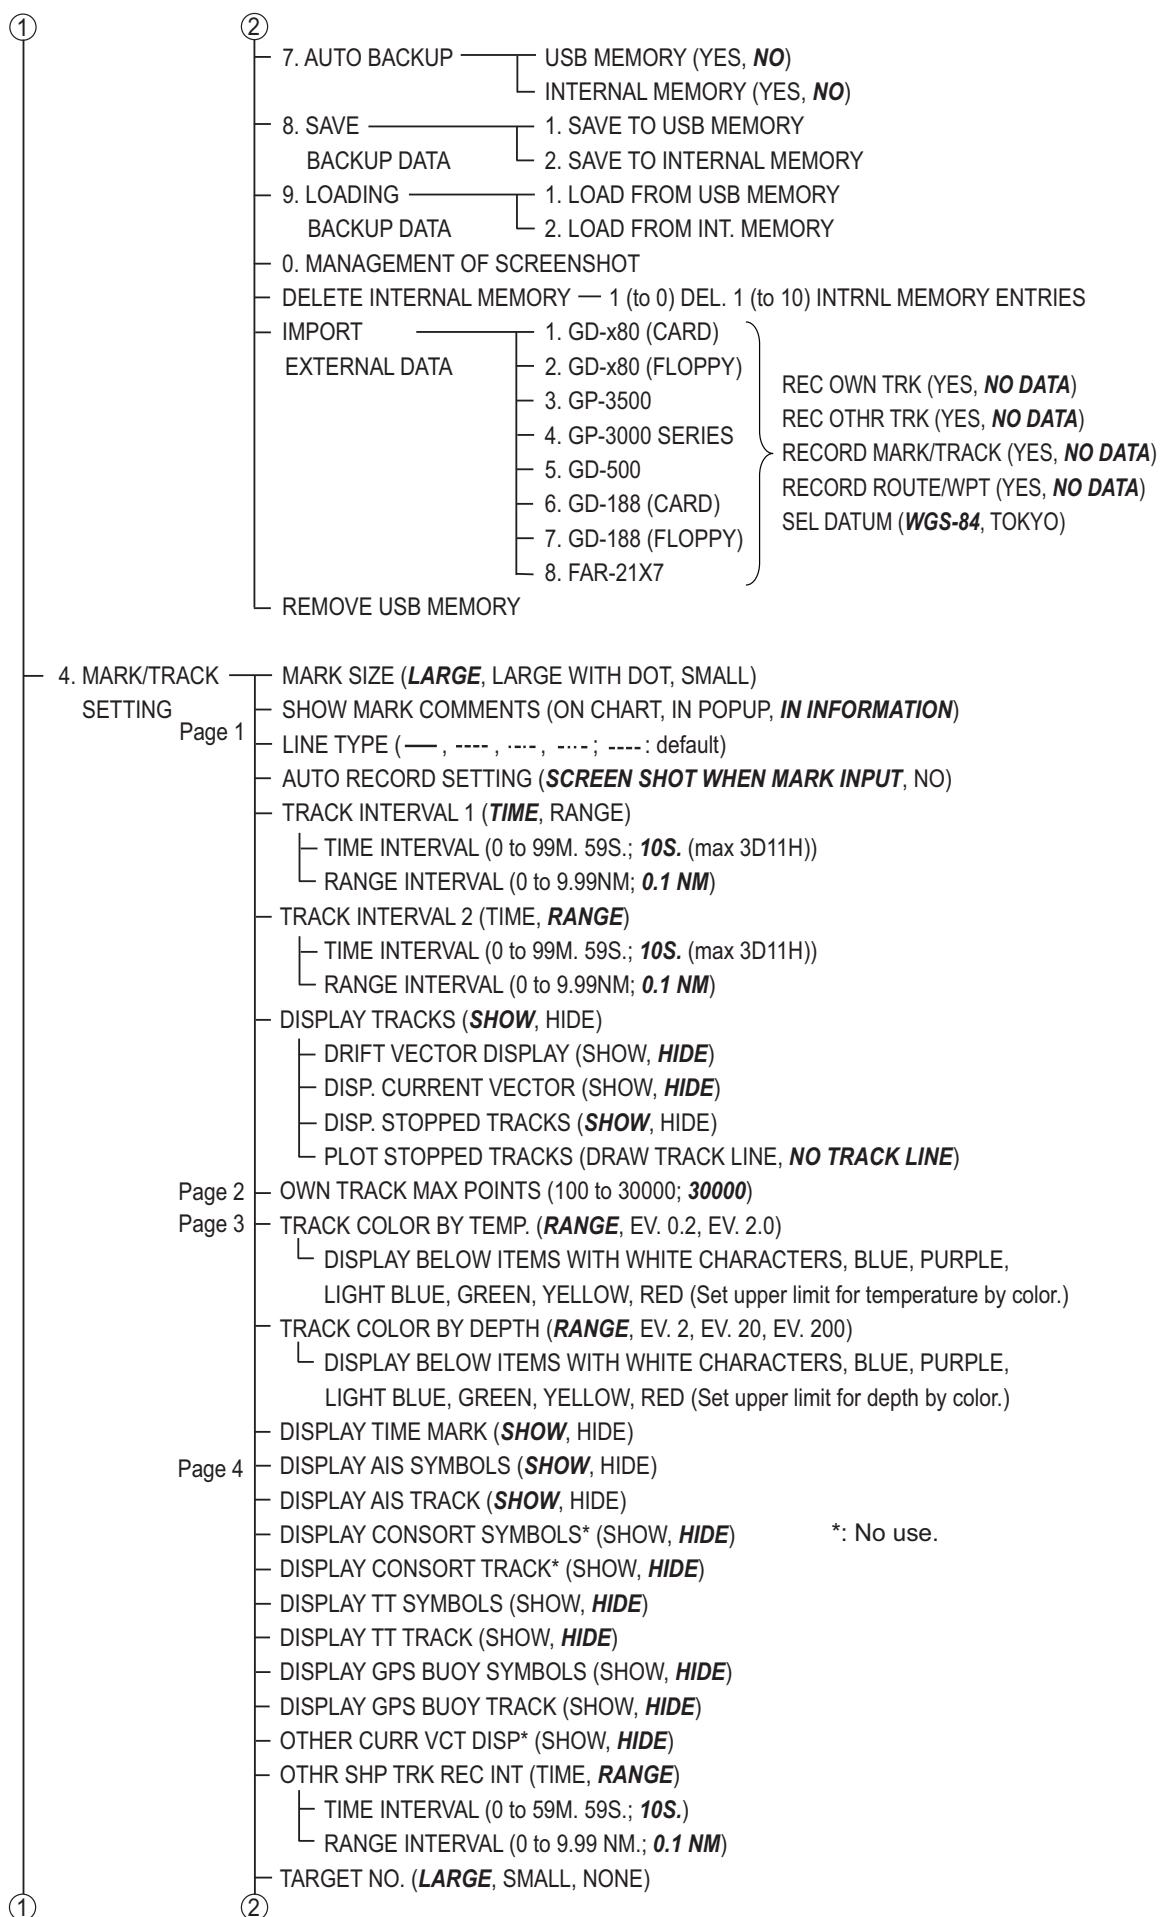 1 2
7. AUTO BACKUP USB MEMORY (YES, NO)
INTERNAL MEMORY (YES, NO)
8. SAVE 1. SAVE TO USB MEMORY
BACKUP DATA 2. SAVE TO INTERNAL MEMORY
9. LOADING 1. LOAD FROM USB MEMORY
BACKUP DATA 2. LOAD FROM INT. MEMORY
0. MANAGEMENT OF SCREENSHOT
DELETE INTERNAL MEMORY 1 (to 0) DEL. 1 (to 10) INTRNL MEMORY ENTRIES
IMPORT 1. GD-x80 (CARD)
EXTERNAL DATA 2. GD-x80 (FLOPPY)
3. GP-3500
4. GP-3000 SERIES
5. GD-500
6. GD-188 (CARD)
7. GD-188 (FLOPPY)
8. FAR-21X7
REC OWN TRK (YES, NO DATA)
REC OTHR TRK (YES, NO DATA)
RECORD MARK/TRACK (YES, NO DATA)
RECORD ROUTE/WPT (YES, NO DATA)
SEL DATUM (WGS-84, TOKYO)
REMOVE USB MEMORY
4. MARK/TRACK MARK SIZE (LARGE, LARGE WITH DOT, SMALL)
SETTING SHOW MARK COMMENTS (ON CHART, IN POPUP, IN INFORMATION)
Page 1 LINE TYPE ( —— , ---- , ·--· , ···-- ; ---- : default)
AUTO RECORD SETTING (SCREEN SHOT WHEN MARK INPUT, NO)
TRACK INTERVAL 1 (TIME, RANGE)
TIME INTERVAL (0 to 99M. 59S.; 10S. (max 3D11H))
RANGE INTERVAL (0 to 9.99NM; 0.1 NM)
TRACK INTERVAL 2 (TIME, RANGE)
TIME INTERVAL (0 to 99M. 59S.; 10S. (max 3D11H))
RANGE INTERVAL (0 to 9.99NM; 0.1 NM)
DISPLAY TRACKS (SHOW, HIDE)
DRIFT VECTOR DISPLAY (SHOW, HIDE)
DISP. CURRENT VECTOR (SHOW, HIDE)
DISP. STOPPED TRACKS (SHOW, HIDE)
PLOT STOPPED TRACKS (DRAW TRACK LINE, NO TRACK LINE)
Page 2 OWN TRACK MAX POINTS (100 to 30000; 30000)
Page 3 TRACK COLOR BY TEMP. (RANGE, EV. 0.2, EV. 2.0)
DISPLAY BELOW ITEMS WITH WHITE CHARACTERS, BLUE, PURPLE,
LIGHT BLUE, GREEN, YELLOW, RED (Set upper limit for temperature by color.)
TRACK COLOR BY DEPTH (RANGE, EV. 2, EV. 20, EV. 200)
DISPLAY BELOW ITEMS WITH WHITE CHARACTERS, BLUE, PURPLE,
LIGHT BLUE, GREEN, YELLOW, RED (Set upper limit for depth by color.)
DISPLAY TIME MARK (SHOW, HIDE)
Page 4 DISPLAY AIS SYMBOLS (SHOW, HIDE)
DISPLAY AIS TRACK (SHOW, HIDE)
DISPLAY CONSORT SYMBOLS* (SHOW, HIDE) *: No use.
DISPLAY CONSORT TRACK* (SHOW, HIDE)
DISPLAY TT SYMBOLS (SHOW, HIDE)
DISPLAY TT TRACK (SHOW, HIDE)
DISPLAY GPS BUOY SYMBOLS (SHOW, HIDE)
DISPLAY GPS BUOY TRACK (SHOW, HIDE)
OTHER CURR VCT DISP* (SHOW, HIDE)
OTHR SHP TRK REC INT (TIME, RANGE)
TIME INTERVAL (0 to 59M. 59S.; 10S.)
RANGE INTERVAL (0 to 9.99 NM.; 0.1 NM)
TARGET NO. (LARGE, SMALL, NONE)
1 2